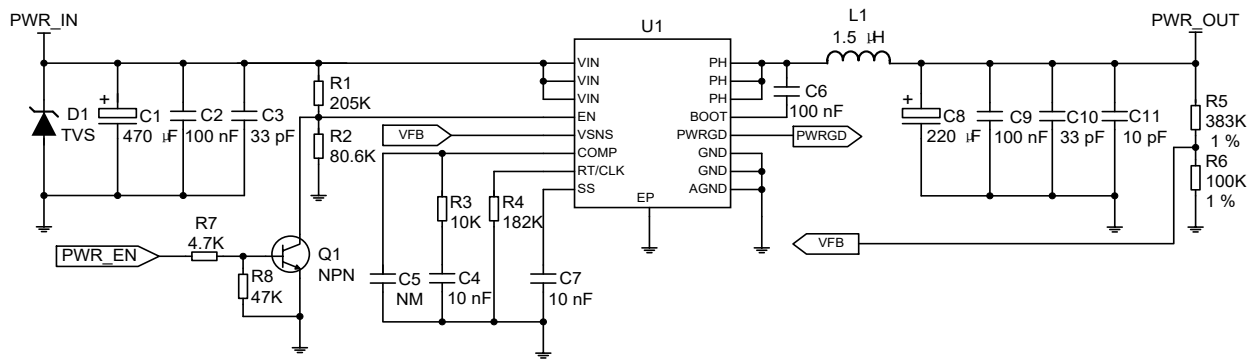 PWR_IN
D1
TVS
C1
470 μF
C2
100 nF
C3
33 pF
R1
205K
R2
80.6K
VFB
R7
4.7K
PWR_EN
R8
47K
Q1
NPN
C5
NM
R3
10K
C4
10 nF
R4
182K
C7
10 nF
U1
VIN
VIN
VIN
EN
VSNS
COMP
RT/CLK
SS
EP
PH
PH
PH
BOOT
PWRGD
GND
GND
AGND
C6
100 nF
PWRGD
L1
1.5 μH
C8
220 μF
C9
100 nF
C10
33 pF
C11
10 pF
PWR_OUT
R5
383K
1 %
R6
100K
1 %
VFB
+
+